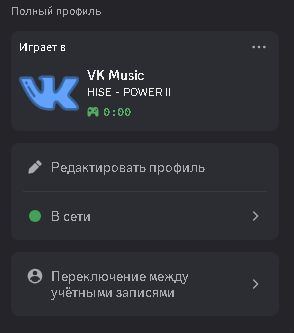 Полный профиль
Играет в
VK Music
HISE - POWER II
0:00
Редактировать профиль
В сети
Переключение между
учётными записями